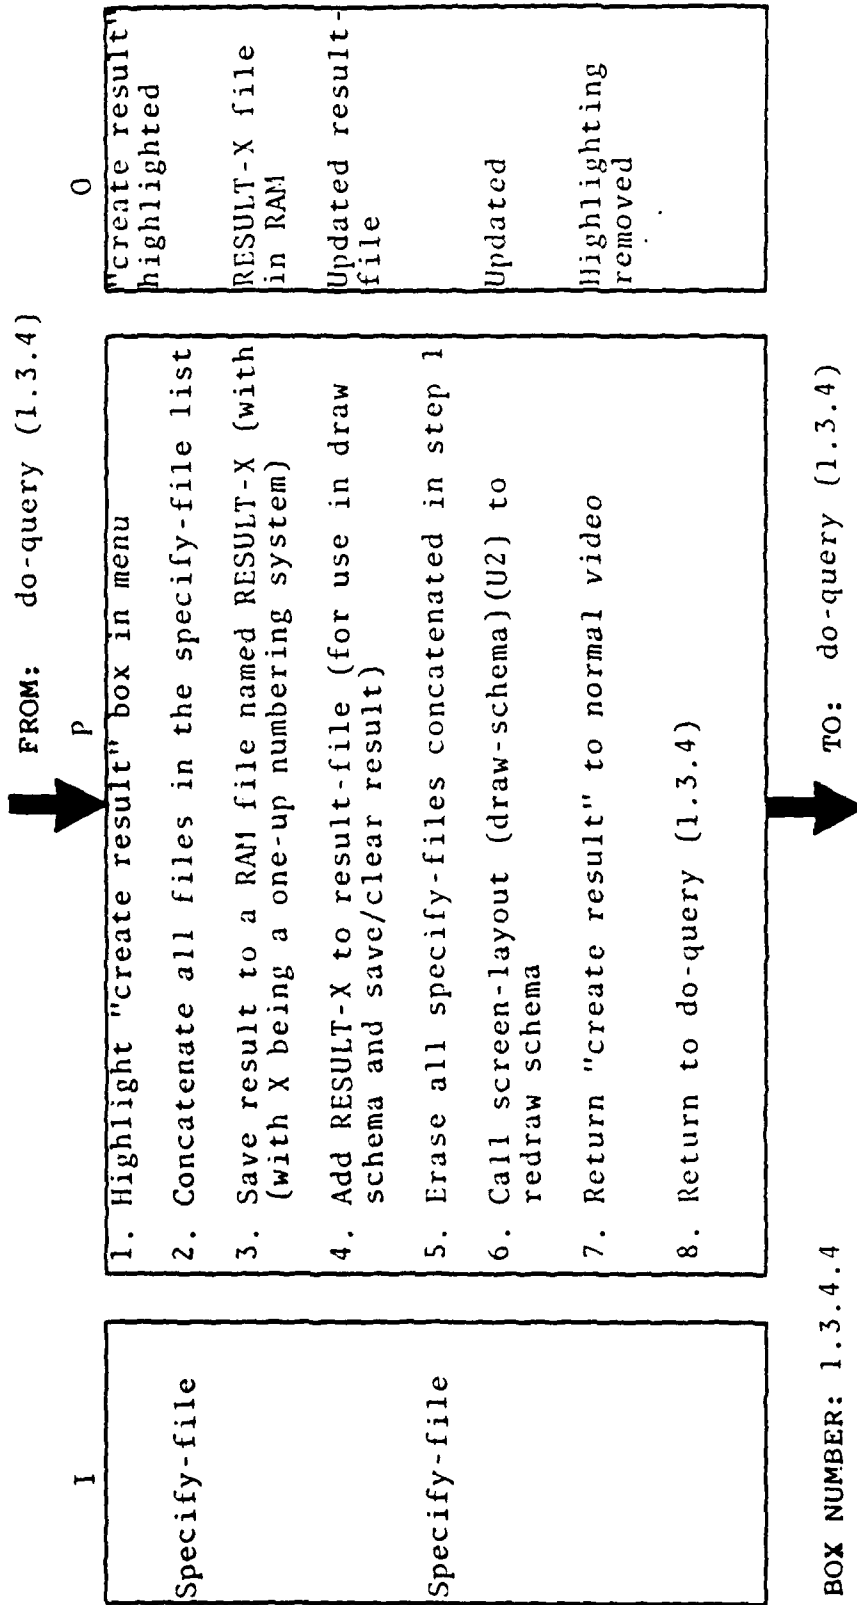 FROM: do-query (1.3.4)
I
P
O
Specify-file
Specify-file
1. Highlight "create result" box in menu
2. Concatenate all files in the specify-file list
3. Save result to a RAM file named RESULT-X (with
(with X being a one-up numbering system)
4. Add RESULT-X to result-file (for use in draw
schema and save/clear result)
5. Erase all specify-files concatenated in step 1
6. Call screen-layout (draw-schema)(U2) to
redraw schema
7. Return "create result" to normal video
8. Return to do-query (1.3.4)
"create result"
highlighted
RESULT-X file
in RAM
Updated result-
file
Updated
Highlighting
removed
BOX NUMBER: 1.3.4.4
TO: do-query (1.3.4)